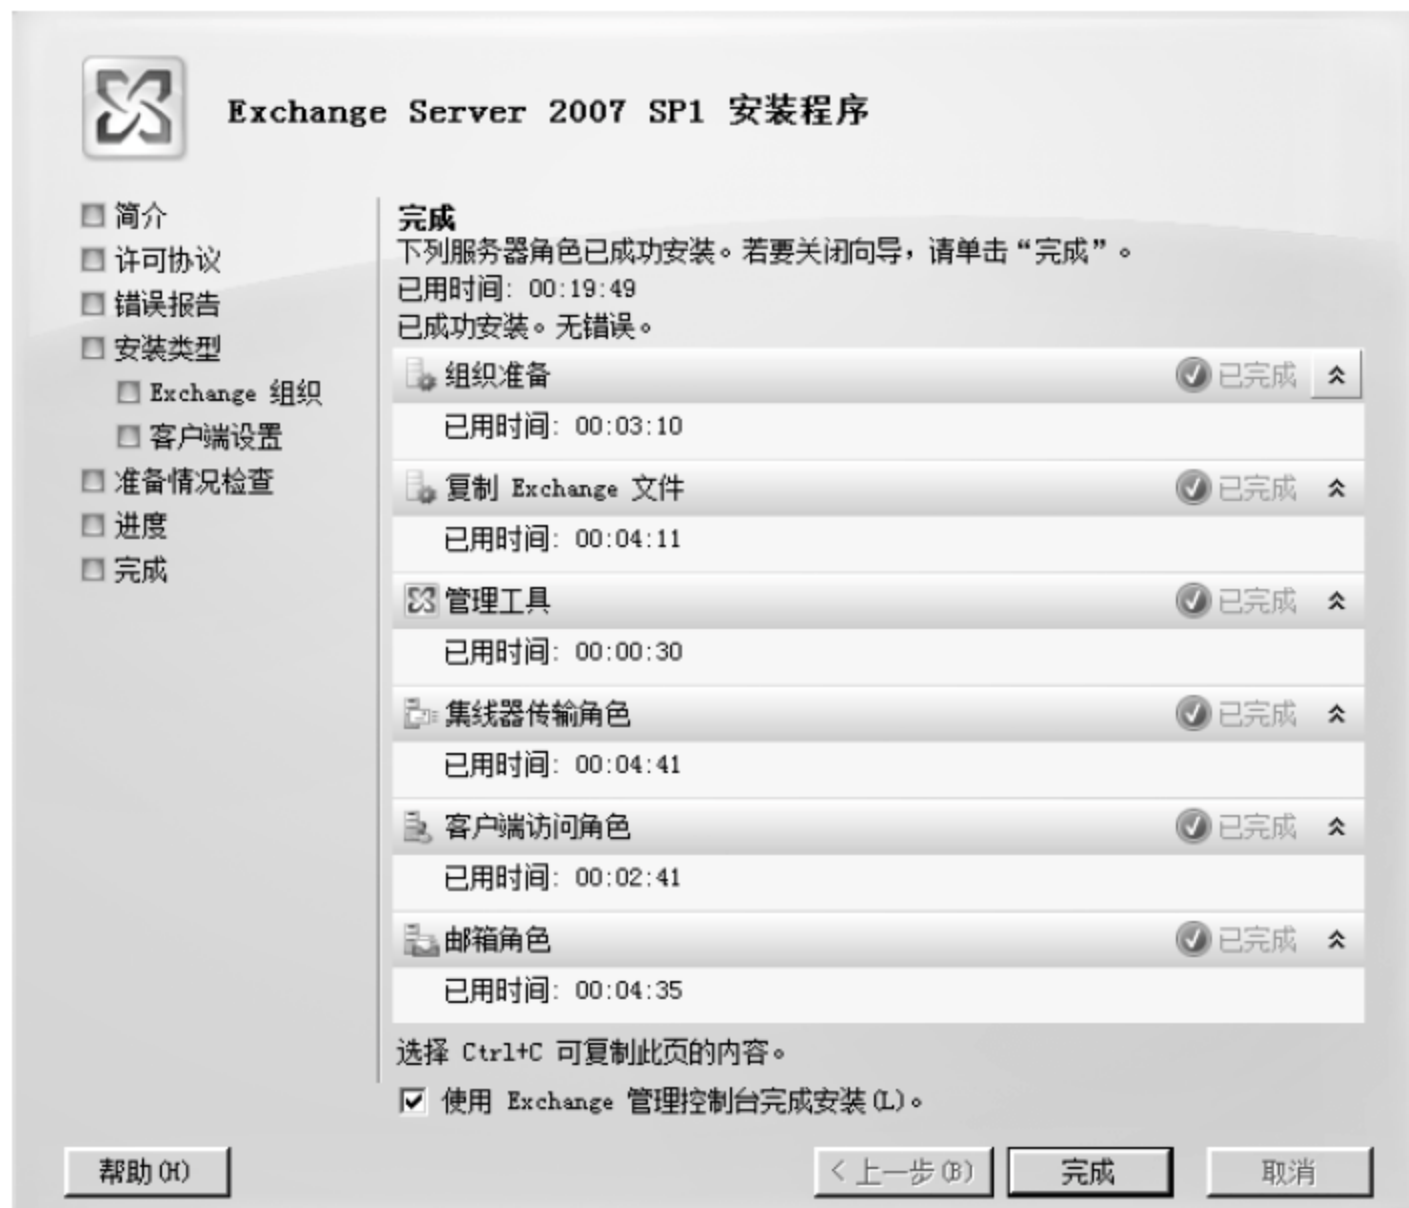 Exchange Server 2007 SP1 安装程序
简介
许可协议
错误报告
安装类型
Exchange 组织
客户端设置
准备情况检查
进度
完成
完成
下列服务器角色已成功安装。若要关闭向导，请单击“完成”。
已用时间: 00:19:49
已成功安装。无错误。
组织准备 已完成
已用时间: 00:03:10
复制 Exchange 文件 已完成
已用时间: 00:04:11
管理工具 已完成
已用时间: 00:00:30
集线器传输角色 已完成
已用时间: 00:04:41
客户端访问角色 已完成
已用时间: 00:02:41
邮箱角色 已完成
已用时间: 00:04:35
选择 Ctrl+C 可复制此页的内容。
使用 Exchange 管理控制台完成安装(L)。
帮助(H) <上一步(B) 完成 取消